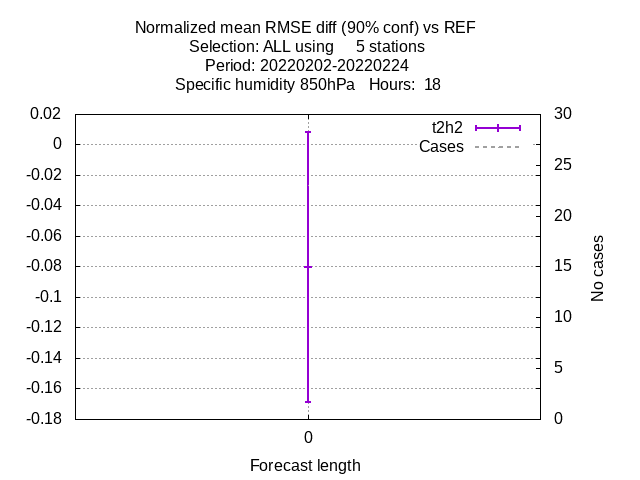 Normalized mean RMSE diff (90% conf) vs REF
Selection: ALL using     5 stations
Period: 20220202-20220224
Specific humidity 850hPa   Hours:  18
0.02
0
-0.02
-0.04
-0.06
-0.08
-0.1
-0.12
-0.14
-0.16
-0.18
t2h2
Cases
30
25
20
15
10
5
0
No cases
0
Forecast length